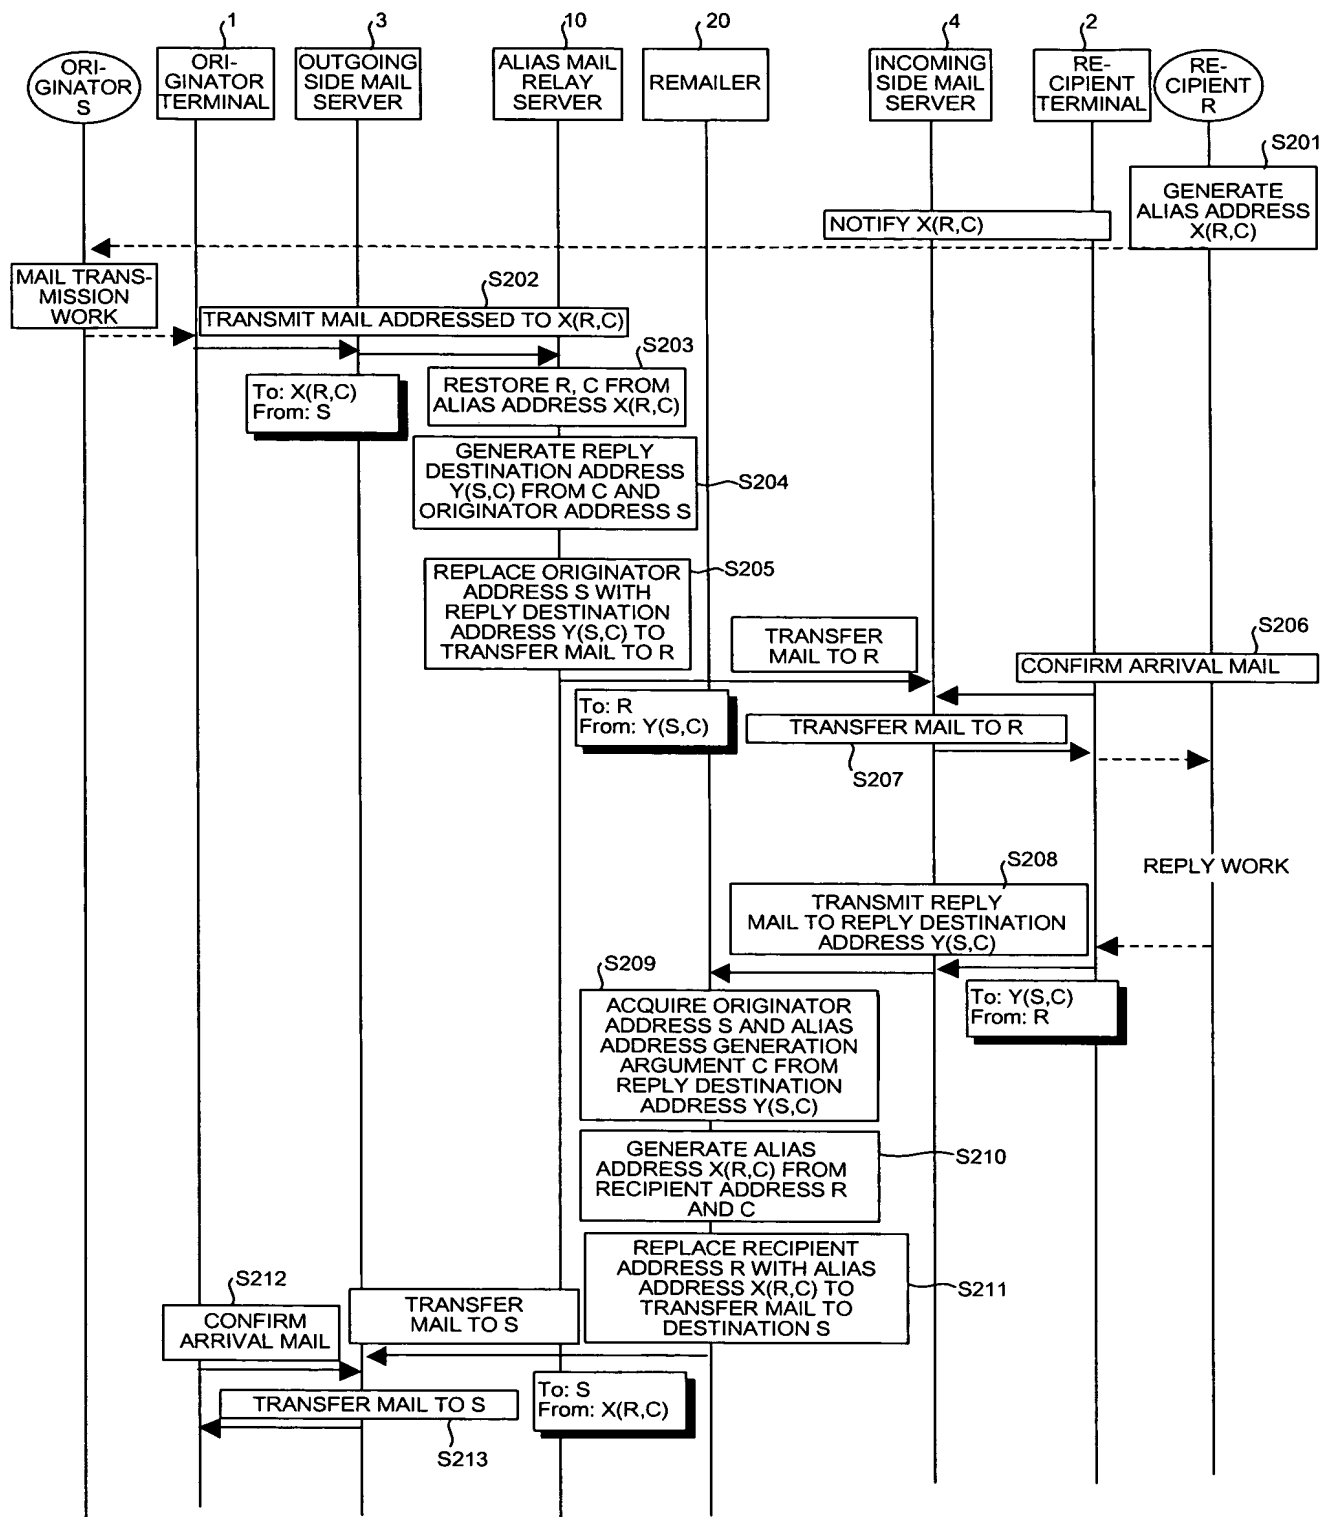 1
3
10
20
4
2
ORI-
GINATOR
S
ORI-
GINATOR
TERMINAL
OUTGOING
SIDE MAIL
SERVER
ALIAS MAIL
RELAY
SERVER
REMAILER
INCOMING
SIDE MAIL
SERVER
RE-
CIPIENT
TERMINAL
RE-
CIPIENT
R
S201
GENERATE
ALIAS ADDRESS
X(R,C)
NOTIFY X(R,C)
MAIL TRANS-
MISSION
WORK
S202
TRANSMIT MAIL ADDRESSED TO X(R,C)
S203
To: X(R,C)
From: S
RESTORE R, C FROM
ALIAS ADDRESS X(R,C)
GENERATE REPLY
DESTINATION ADDRESS
Y(S,C) FROM C AND
ORIGINATOR ADDRESS S
S204
REPLACE ORIGINATOR
ADDRESS S WITH
REPLY DESTINATION
ADDRESS Y(S,C) TO
TRANSFER MAIL TO R
S205
TRANSFER
MAIL TO R
S206
CONFIRM ARRIVAL MAIL
To: R
From: Y(S,C)
TRANSFER MAIL TO R
S207
REPLY WORK
S208
TRANSMIT REPLY
MAIL TO REPLY DESTINATION
ADDRESS Y(S,C)
S209
To: Y(S,C)
From: R
ACQUIRE ORIGINATOR
ADDRESS S AND ALIAS
ADDRESS GENERATION
ARGUMENT C FROM
REPLY DESTINATION
ADDRESS Y(S,C)
GENERATE ALIAS
ADDRESS X(R,C) FROM
RECIPIENT ADDRESS R
AND C
S210
REPLACE RECIPIENT
ADDRESS R WITH ALIAS
ADDRESS X(R,C) TO
TRANSFER MAIL TO
DESTINATION S
S211
S212
CONFIRM
ARRIVAL MAIL
TRANSFER
MAIL TO S
To: S
From: X(R,C)
TRANSFER MAIL TO S
S213